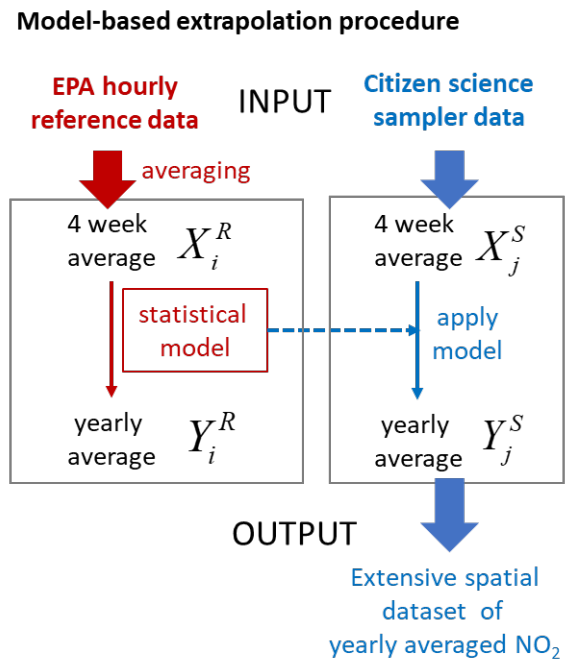 Model-based extrapolation procedure
EPA hourly
reference data
INPUT
Citizen science
sampler data
averaging
4 week
average
X_i^R
4 week
average
X_j^S
statistical
model
apply
model
yearly
average
Y_i^R
yearly
average
Y_j^S
OUTPUT
Extensive spatial
dataset of
yearly averaged NO₂